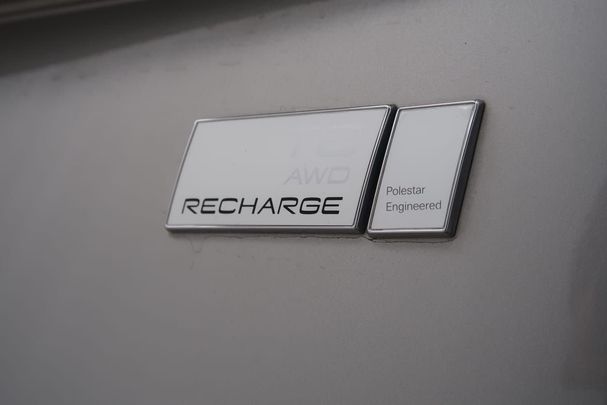 AWD
RECHARGE
Polestar
Engineered